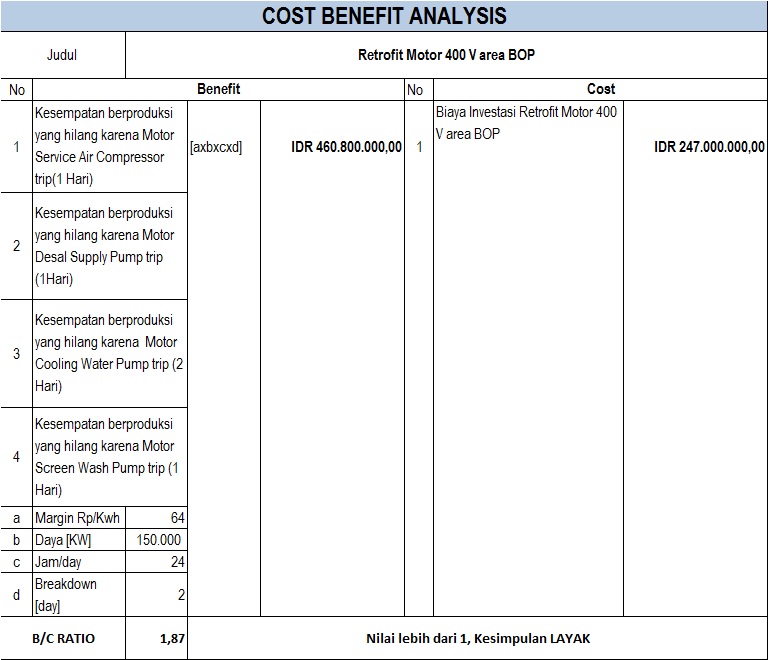 COST BENEFIT ANALYSIS
Judul
Retrofit Motor 400 V area BOP
No
Benefit
No
Cost
1
Kesempatan berproduksi
yang hilang karena Motor
Service Air Compressor
trip(1 Hari)
[axbxcxd]
IDR 460.800.000,00
1
Biaya Investasi Retrofit Motor 400
V area BOP
IDR 247.000.000,00
2
Kesempatan berproduksi
yang hilang karena Motor
Desal Supply Pump trip
(1Hari)
3
Kesempatan berproduksi
yang hilang karena Motor
Cooling Water Pump trip (2
Hari)
4
Kesempatan berproduksi
yang hilang karena Motor
Screen Wash Pump trip (1
Hari)
a
Margin Rp/Kwh
64
b
Daya [KW]
150.000
c
Jam/day
24
d
Breakdown
[day]
2
B/C RATIO
1,87
Nilai lebih dari 1, Kesimpulan LAYAK